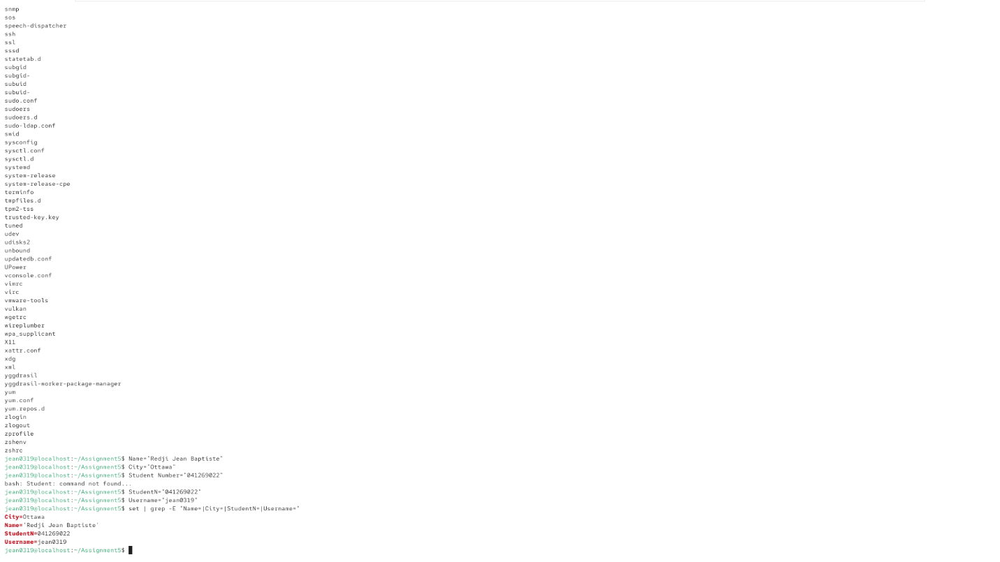 snmp
sos
speech-dispatcher
ssh
ssl
sssd
statetab.d
subgid
subgid-
subuid
subuid-
sudo.conf
sudoers
sudoers.d
sudo-ldap.conf
swid
sysconfig
sysctl.conf
sysctl.d
systemd
system-release
system-release-cpe
terminfo
tmpfiles.d
tpm2-tss
trusted-key.key
tuned
udev
udisks2
unbound
updatedb.conf
UPower
vconsole.conf
vimrc
virc
vmware-tools
vulkan
wgetrc
wireplumber
wpa_supplicant
X11
xattr.conf
xdg
xml
yggdrasil
yggdrasil-worker-package-manager
yum
yum.conf
yum.repos.d
zlogin
zlogout
zprofile
zshenv
zshrc
jean0319@localhost:~/Assignment5$ Name="Redji Jean Baptiste"
jean0319@localhost:~/Assignment5$ City="Ottawa"
jean0319@localhost:~/Assignment5$ Student Number="041269022"
bash: Student: command not found...
jean0319@localhost:~/Assignment5$ StudentN="041269022"
jean0319@localhost:~/Assignment5$ Username="jean0319"
jean0319@localhost:~/Assignment5$ set | grep -E "Name=|City=|StudentN=|Username="
City=Ottawa
Name='Redji Jean Baptiste'
StudentN=041269022
Username=jean0319
jean0319@localhost:~/Assignment5$